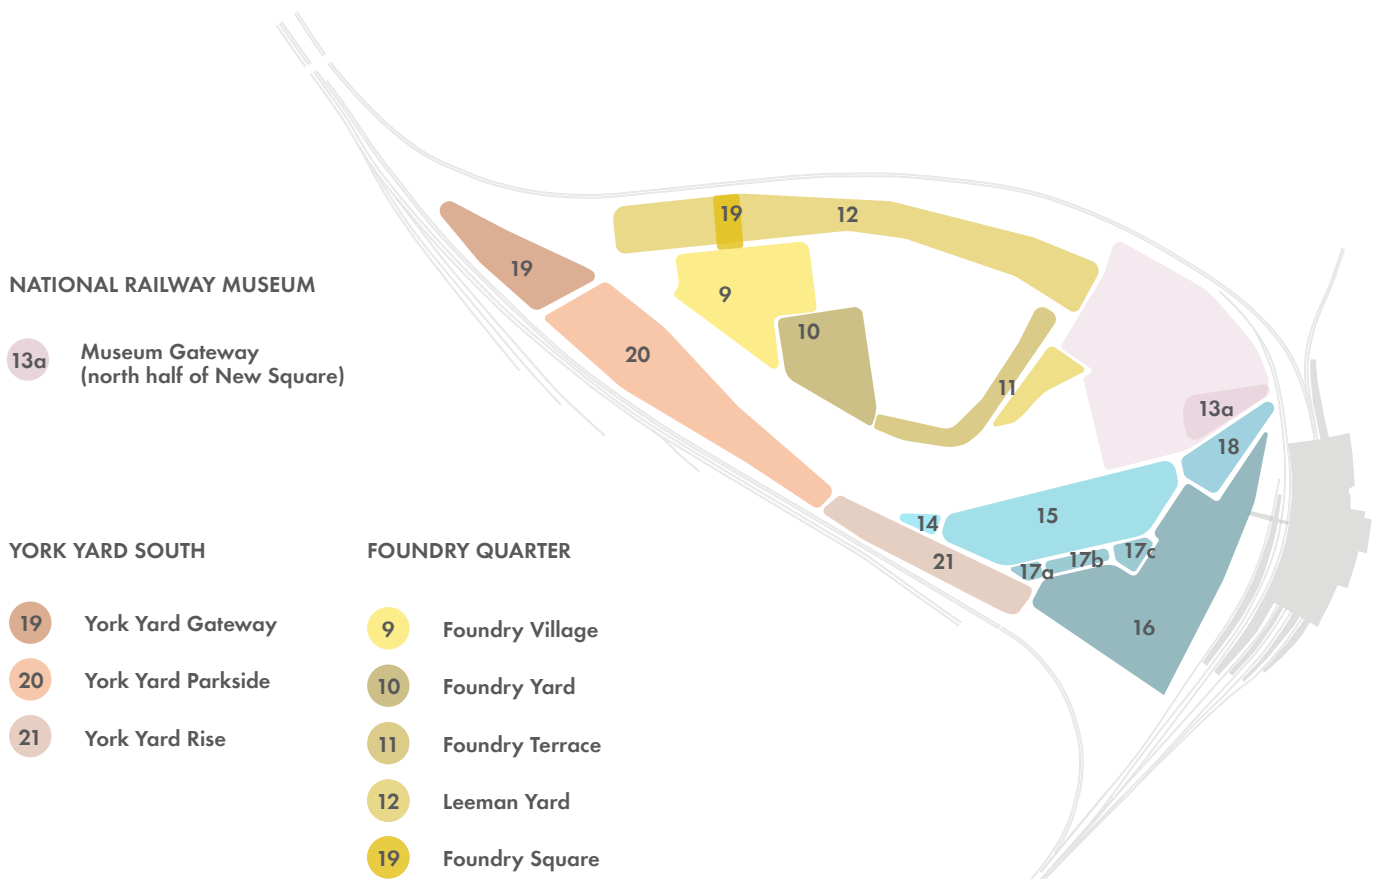 19
12
19
9
10
20
11
13a
18
15
14
21
17a
17b
17c
16
NATIONAL RAILWAY MUSEUM
13a Museum Gateway
(north half of New Square)
YORK YARD SOUTH
19 York Yard Gateway
20 York Yard Parkside
21 York Yard Rise
FOUNDRY QUARTER
9 Foundry Village
10 Foundry Yard
11 Foundry Terrace
12 Leeman Yard
19 Foundry Square